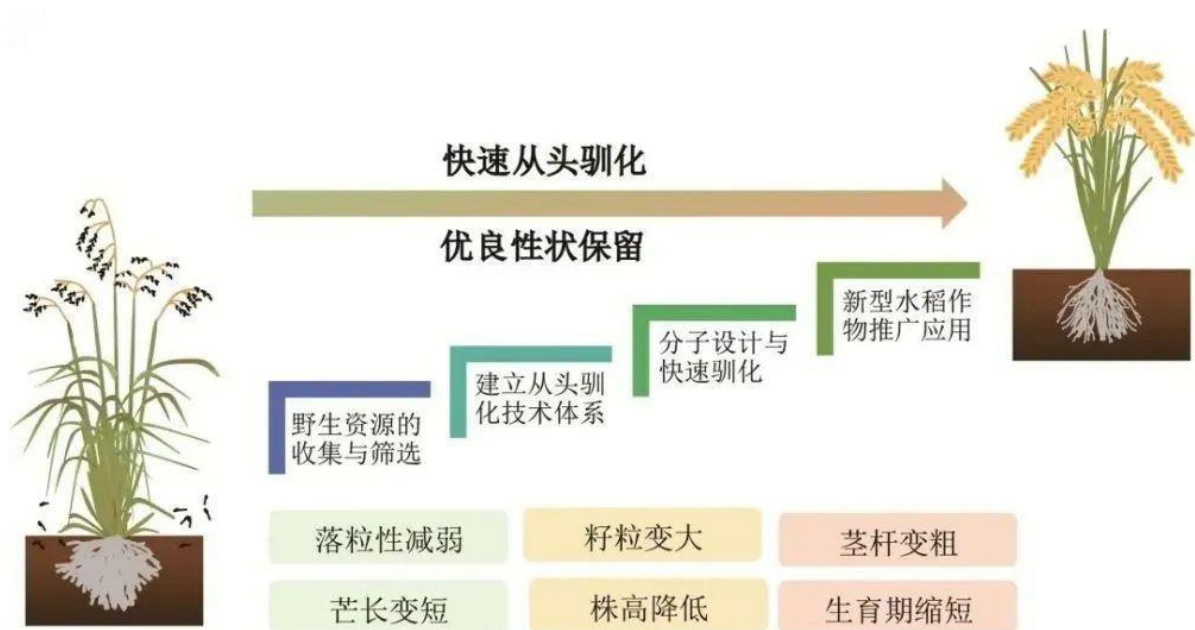 快速从头驯化
优良性状保留
野生资源的
收集与筛选
建立从头驯
化技术体系
分子设计与
快速驯化
新型水稻作
物推广应用
落粒性减弱
籽粒变大
茎杆变粗
芒长变短
株高降低
生育期缩短